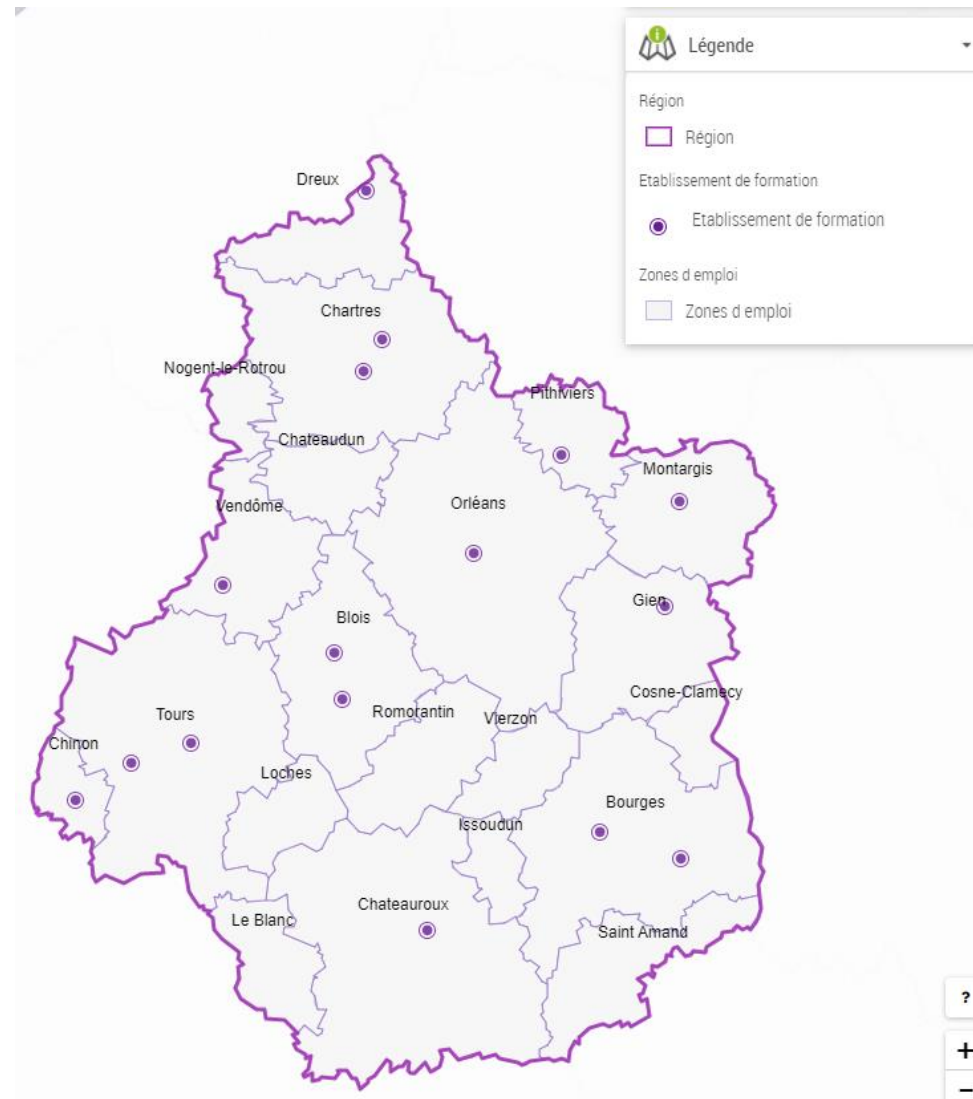 Légende
Région
Région
Etablissement de formation
Etablissement de formation
Zones d emploi
Zones d emploi
Dreux
Chartres
Nogent-le-Rotrou
Pithiviers
Chateaudun
Montargis
Vendôme
Orléans
Gien
Blois
Cosne-Clamecy
Romorantin
Vierzon
Tours
Chinon
Loches
Bourges
Issoudun
Chateauroux
Le Blanc
Saint Amand
?
+
−